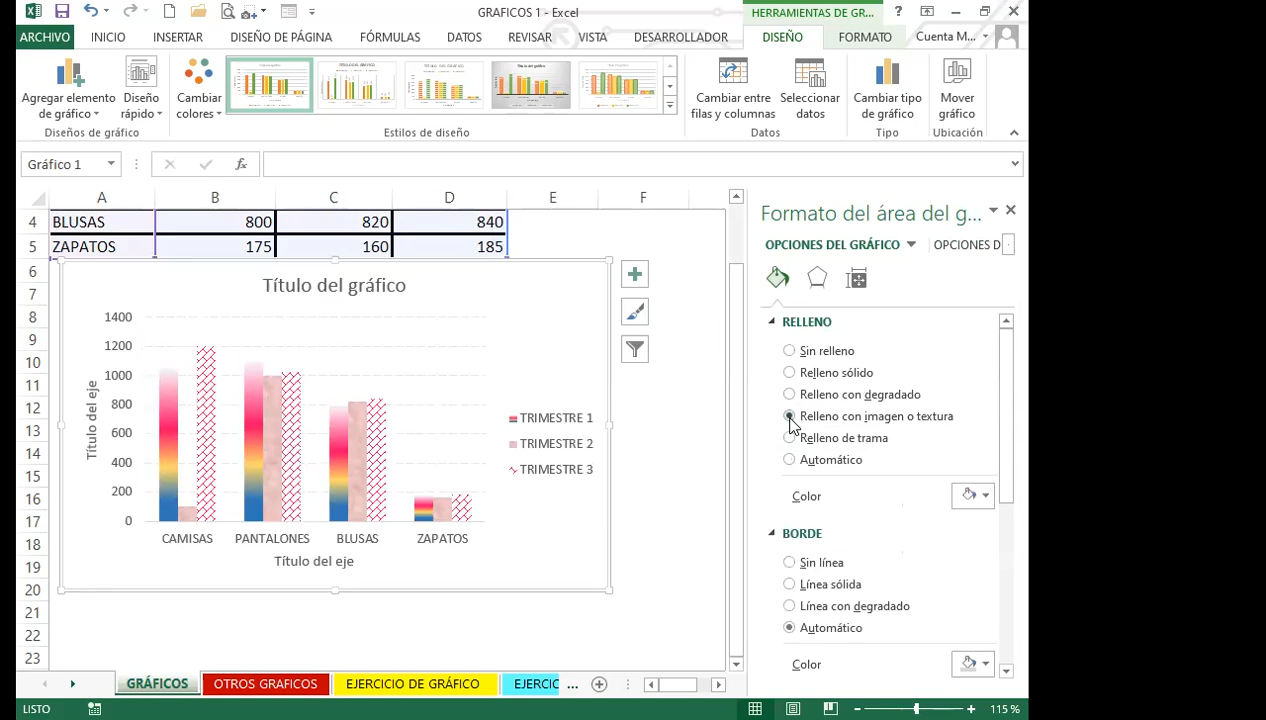 GRAFICOS 1 - Excel
HERRAMIENTAS DE GR...
?
ARCHIVO INICIO INSERTAR DISEÑO DE PÁGINA FÓRMULAS DATOS REVISAR VISTA DESARROLLADOR DISEÑO FORMATO Cuenta M...
Agregar elemento de gráfico
Diseño rápido
Cambiar colores
Cambiar entre filas y columnas
Seleccionar datos
Cambiar tipo de gráfico
Mover gráfico
Diseños de gráfico
Estilos de diseño
Datos
Tipo
Ubicación
Gráfico 1
fx
A B C D E F
4 BLUSAS 800 820 840
5 ZAPATOS 175 160 185
6
7
8
9
10
11
12
13
14
15
16
17
18
19
20
21
22
23
Título del gráfico
1400
1200
1000
800
600
400
200
0
Título del eje
CAMISAS PANTALONES BLUSAS ZAPATOS
Título del eje
TRIMESTRE 1
TRIMESTRE 2
TRIMESTRE 3
Formato del área del g...
OPCIONES DEL GRÁFICO OPCIONES D
RELLENO
Sin relleno
Relleno sólido
Relleno con degradado
Relleno con imagen o textura
Relleno de trama
Automático
Color
BORDE
Sin línea
Línea sólida
Línea con degradado
Automático
Color
GRÁFICOS OTROS GRAFICOS EJERCICIO DE GRÁFICO EJERCIC ...
LISTO
115 %